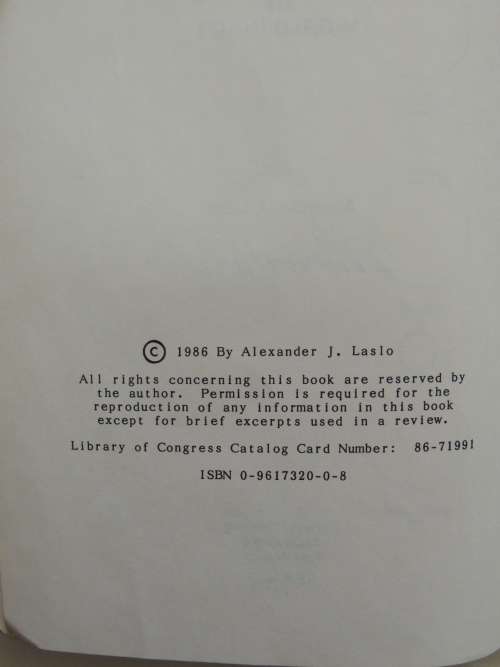 © 1986 By Alexander J. Laslo
All rights concerning this book are reserved by
the author. Permission is required for the
reproduction of any information in this book
except for brief excerpts used in a review.
Library of Congress Catalog Card Number: 86-71991
ISBN 0-9617320-0-8